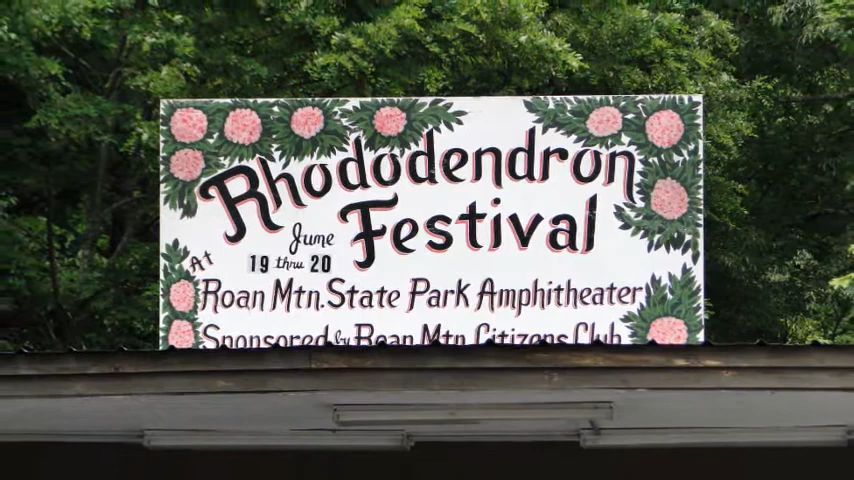 Rhododendron
June Festival
19 thru 20
At
Roan Mtn. State Park Amphitheater
Sponsored by Roan Mtn Citizens Club